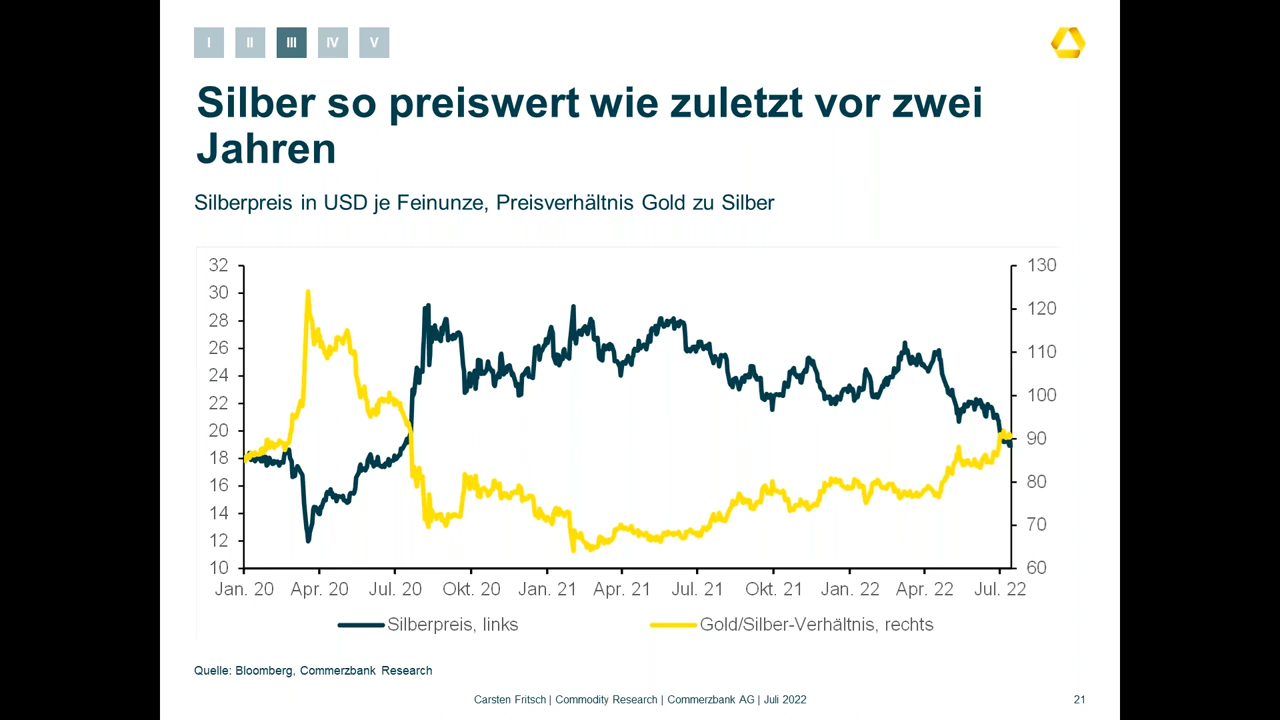 I II III IV V
Silber so preiswert wie zuletzt vor zwei
Jahren
Silberpreis in USD je Feinunze, Preisverhältnis Gold zu Silber
32 130
30 120
28 110
26 100
24 90
22 80
20 70
18 60
16
14
12
10
Jan. 20 Apr. 20 Jul. 20 Okt. 20 Jan. 21 Apr. 21 Jul. 21 Okt. 21 Jan. 22 Apr. 22 Jul. 22
Silberpreis, links Gold/Silber-Verhältnis, rechts
Quelle: Bloomberg, Commerzbank Research
Carsten Fritsch | Commodity Research | Commerzbank AG | Juli 2022 21